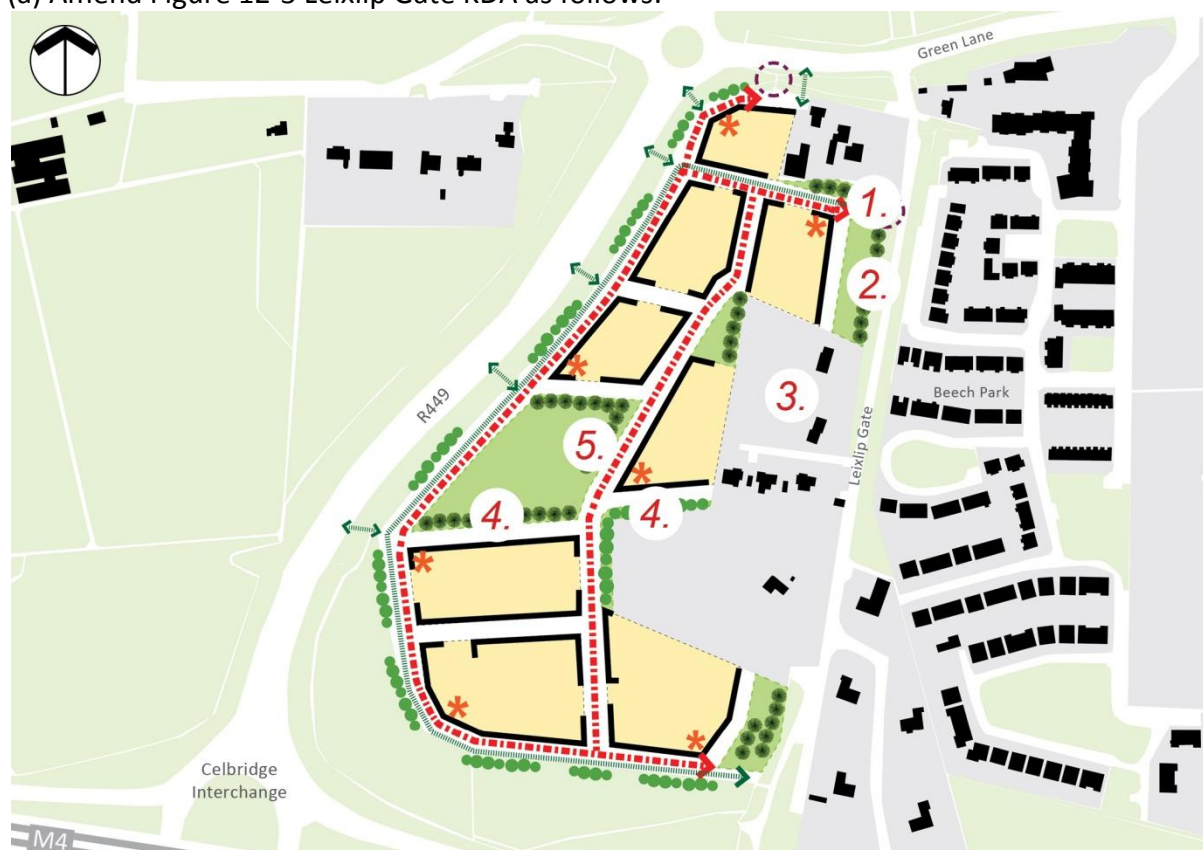 (a) Amend Figure 12-3 Leixlip Gate KDA as follows:
Green Lane
1.
2.
R449
3.
Beech Park
5.
Leixlip Gate
4.
4.
Celbridge
Interchange
M4